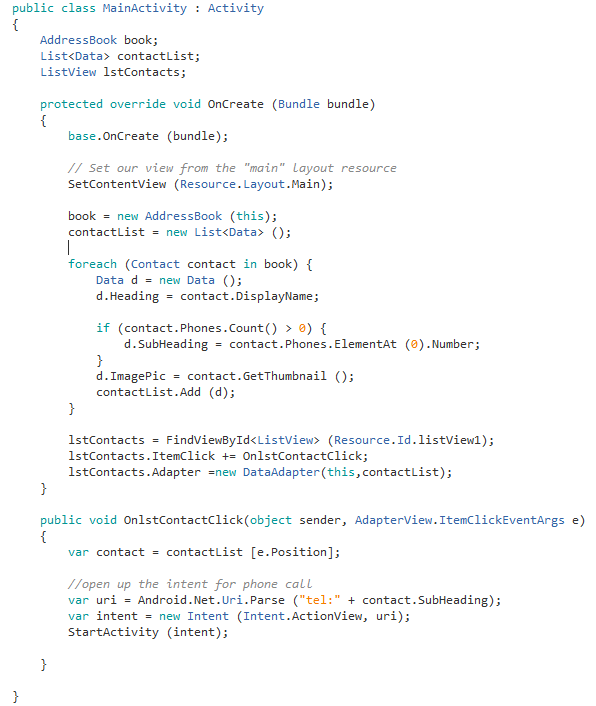 public class MainActivity : Activity
{
    AddressBook book;
    List<Data> contactList;
    ListView lstContacts;

    protected override void OnCreate (Bundle bundle)
    {
        base.OnCreate (bundle);

        // Set our view from the "main" layout resource
        SetContentView (Resource.Layout.Main);

        book = new AddressBook (this);
        contactList = new List<Data> ();

        foreach (Contact contact in book) {
            Data d = new Data ();
            d.Heading = contact.DisplayName;

            if (contact.Phones.Count() > 0) {
                d.SubHeading = contact.Phones.ElementAt (0).Number;
            }
            d.ImagePic = contact.GetThumbnail ();
            contactList.Add (d);
        }

        lstContacts = FindViewById<ListView> (Resource.Id.listView1);
        lstContacts.ItemClick += OnlstContactClick;
        lstContacts.Adapter =new DataAdapter(this,contactList);
    }

    public void OnlstContactClick(object sender, AdapterView.ItemClickEventArgs e)
    {
        var contact = contactList [e.Position];

        //open up the intent for phone call
        var uri = Android.Net.Uri.Parse ("tel:" + contact.SubHeading);
        var intent = new Intent (Intent.ActionView, uri);
        StartActivity (intent);

    }

}